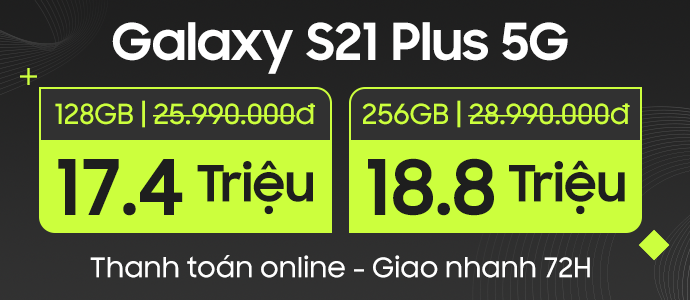 Galaxy S21 Plus 5G
128GB | 25.990.000đ
17.4 Triệu
256GB | 28.990.000đ
18.8 Triệu
Thanh toán online - Giao nhanh 72H